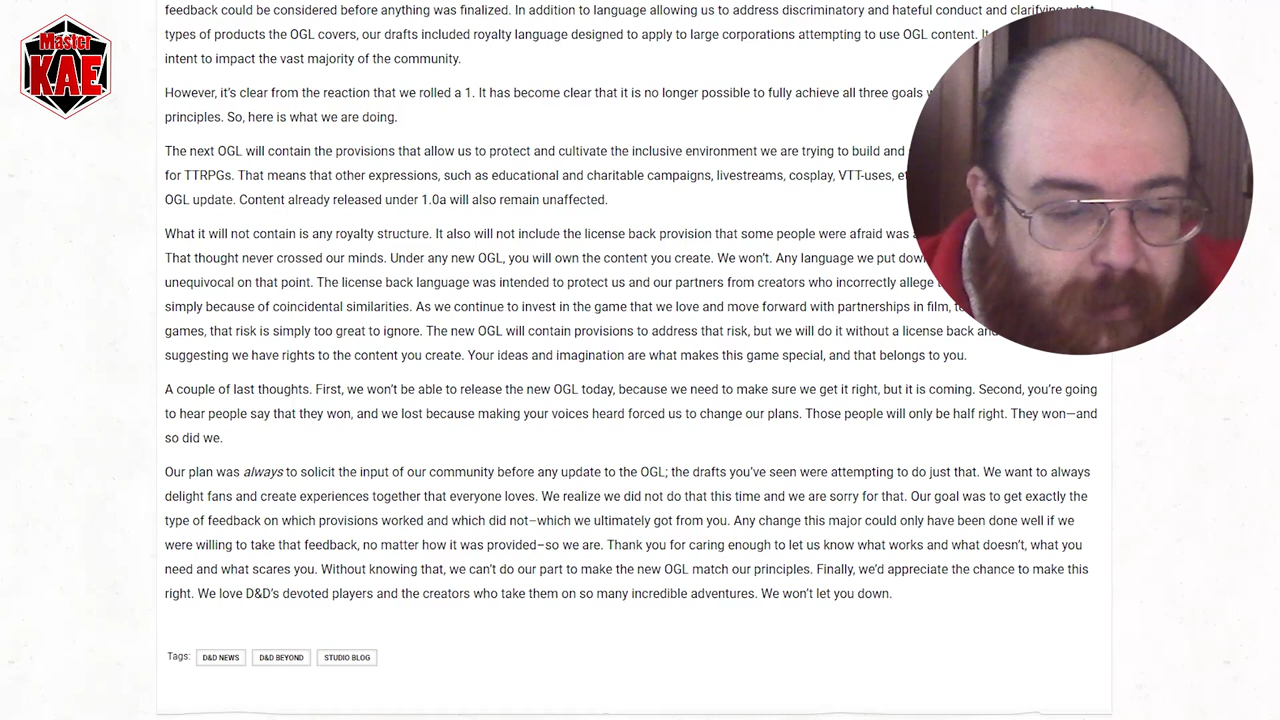 Master
KAE
feedback could be considered before anything was finalized. In addition to language allowing us to address discriminatory and hateful conduct and clarifying what
types of products the OGL covers, our drafts included royalty language designed to apply to large corporations attempting to use OGL content. It
intent to impact the vast majority of the community.
However, it's clear from the reaction that we rolled a 1. It has become clear that it is no longer possible to fully achieve all three goals
principles. So, here is what we are doing.
The next OGL will contain the provisions that allow us to protect and cultivate the inclusive environment we are trying to build and
for TTRPGs. That means that other expressions, such as educational and charitable campaigns, livestreams, cosplay, VTT-uses,
OGL update. Content already released under 1.0a will also remain unaffected.
What it will not contain is any royalty structure. It also will not include the license back provision that some people were afraid was
That thought never crossed our minds. Under any new OGL, you will own the content you create. We won't. Any language we put down
unequivocal on that point. The license back language was intended to protect us and our partners from creators who incorrectly allege
simply because of coincidental similarities. As we continue to invest in the game that we love and move forward with partnerships in film,
games, that risk is simply too great to ignore. The new OGL will contain provisions to address that risk, but we will do it without a license back and
suggesting we have rights to the content you create. Your ideas and imagination are what makes this game special, and that belongs to you.
A couple of last thoughts. First, we won't be able to release the new OGL today, because we need to make sure we get it right, but it is coming. Second, you're going
to hear people say that they won, and we lost because making your voices heard forced us to change our plans. Those people will only be half right. They won—and
so did we.
Our plan was always to solicit the input of our community before any update to the OGL; the drafts you've seen were attempting to do just that. We want to always
delight fans and create experiences together that everyone loves. We realize we did not do that this time and we are sorry for that. Our goal was to get exactly the
type of feedback on which provisions worked and which did not–which we ultimately got from you. Any change this major could only have been done well if we
were willing to take that feedback, no matter how it was provided–so we are. Thank you for caring enough to let us know what works and what doesn't, what you
need and what scares you. Without knowing that, we can't do our part to make the new OGL match our principles. Finally, we'd appreciate the chance to make this
right. We love D&D's devoted players and the creators who take them on so many incredible adventures. We won't let you down.
Tags: D&D NEWS D&D BEYOND STUDIO BLOG